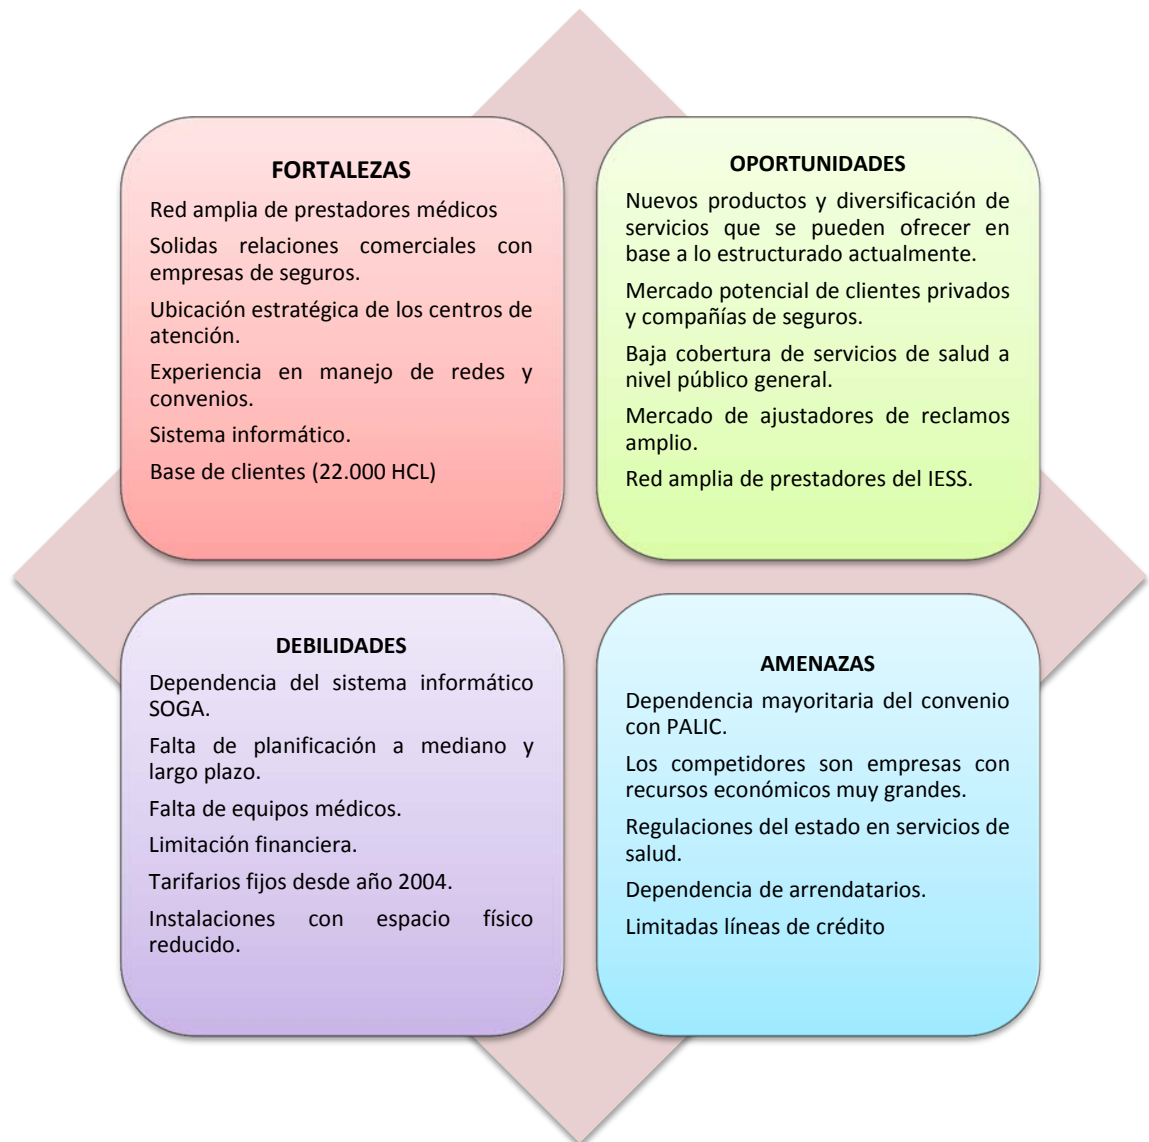 FORTALEZAS
Red amplia de prestadores médicos
Solidas relaciones comerciales con
empresas de seguros.
Ubicación estratégica de los centros de
atención.
Experiencia en manejo de redes y
convenios.
Sistema informático.
Base de clientes (22.000 HCL)
OPORTUNIDADES
Nuevos productos y diversificación de
servicios que se pueden ofrecer en
base a lo estructurado actualmente.
Mercado potencial de clientes privados
y compañías de seguros.
Baja cobertura de servicios de salud a
nivel público general.
Mercado de ajustadores de reclamos
amplio.
Red amplia de prestadores del IESS.
DEBILIDADES
Dependencia del sistema informático
SOGA.
Falta de planificación a mediano y
largo plazo.
Falta de equipos médicos.
Limitación financiera.
Tarifarios fijos desde año 2004.
Instalaciones con espacio físico
reducido.
AMENAZAS
Dependencia mayoritaria del convenio
con PALIC.
Los competidores son empresas con
recursos económicos muy grandes.
Regulaciones del estado en servicios de
salud.
Dependencia de arrendatarios.
Limitadas líneas de crédito